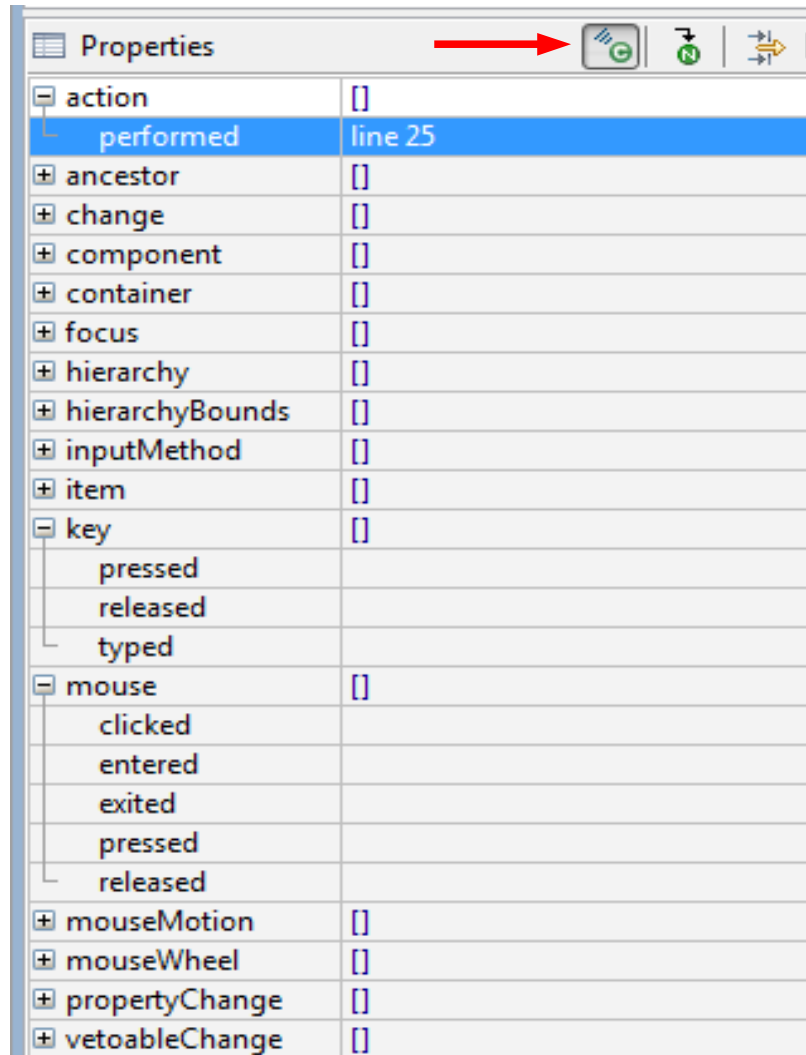 Properties
action []
performed line 25
ancestor []
change []
component []
container []
focus []
hierarchy []
hierarchyBounds []
inputMethod []
item []
key []
pressed
released
typed
mouse []
clicked
entered
exited
pressed
released
mouseMotion []
mouseWheel []
propertyChange []
vetoableChange []